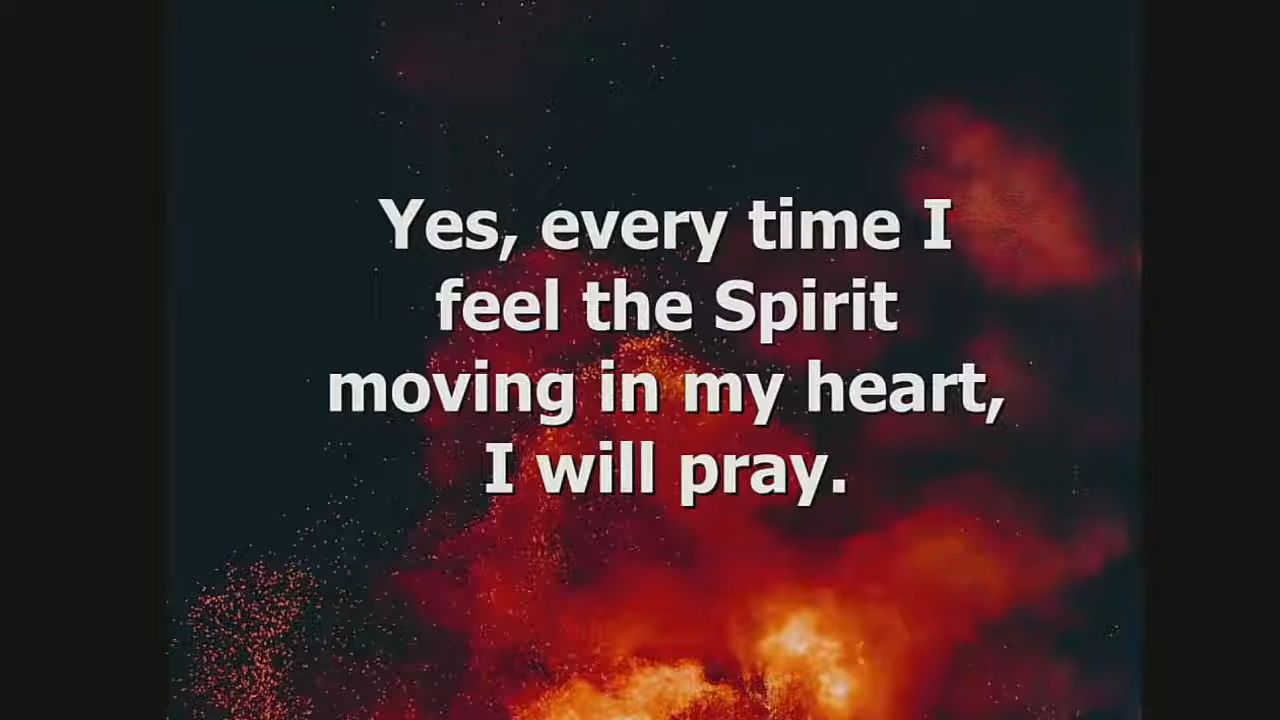 Yes, every time I
feel the Spirit
moving in my heart,
I will pray.